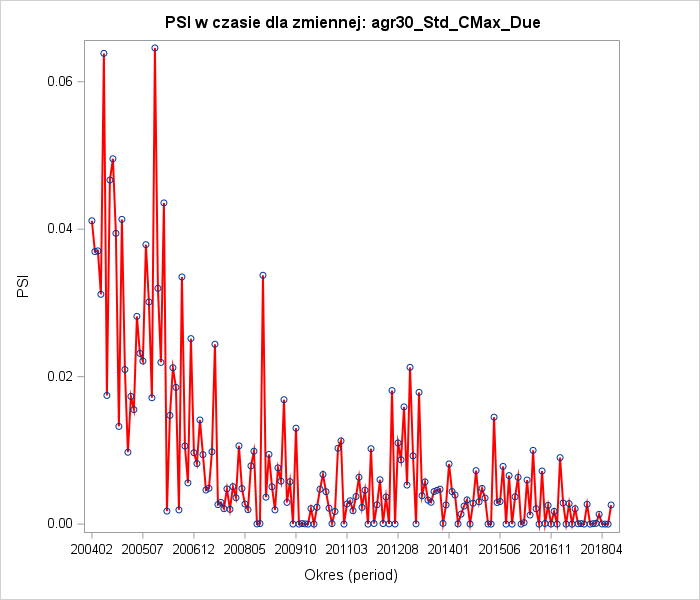 PSI w czasie dla zmiennej: agr30_Std_CMax_Due
0.06
0.04
0.02
0.00
PSI
200402 200507 200612 200805 200910 201103 201208 201401 201506 201611 201804
Okres (period)